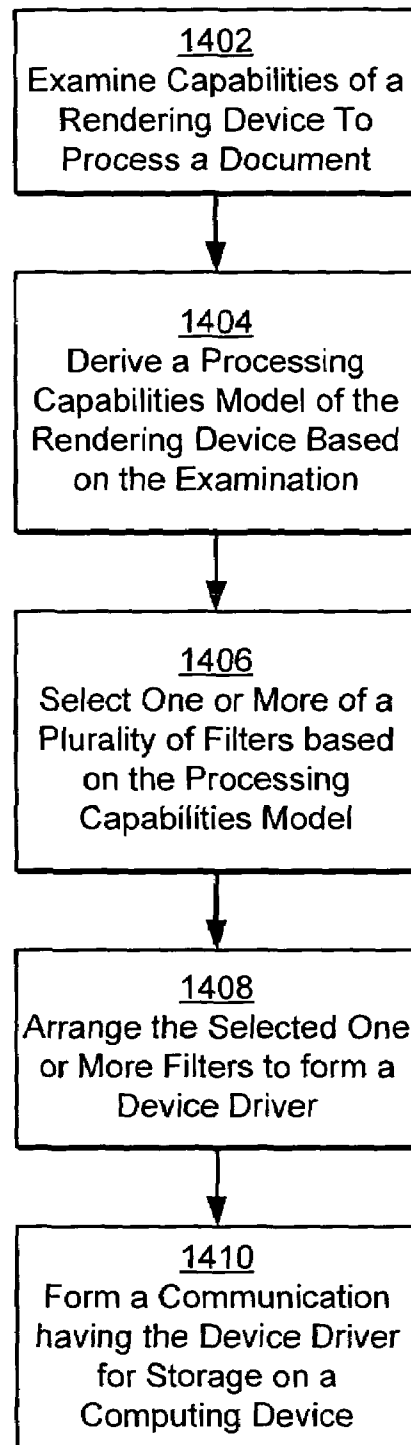 1402
Examine Capabilities of a
Rendering Device To
Process a Document
1404
Derive a Processing
Capabilities Model of the
Rendering Device Based
on the Examination
1406
Select One or More of a
Plurality of Filters based
on the Processing
Capabilities Model
1408
Arrange the Selected One
or More Filters to form a
Device Driver
1410
Form a Communication
having the Device Driver
for Storage on a
Computing Device